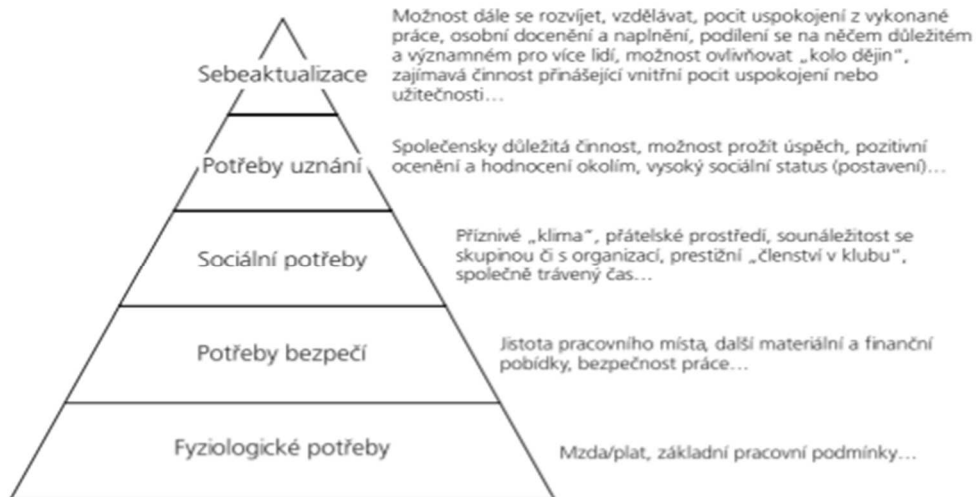 Možnost dále se rozvíjet, vzdělávat, pocit uspokojení z vykonané
práce, osobní docenění a naplnění, podílení se na něčem důležitém
a významném pro více lidí, možnost ovlivňovat „kolo dějin“,
zajímavá činnost přinášející vnitřní pocit uspokojení nebo
užitečnosti…
Sebeaktualizace
Společensky důležitá činnost, možnost prožít úspěch, pozitivní
ocenění a hodnocení okolím, vysoký sociální status (postavení)…
Potřeby uznání
Příznivé „klima“, přátelské prostředí, sounáležitost se
skupinou či s organizací, prestižní „členství v klubu“,
společně trávený čas…
Sociální potřeby
Jistota pracovního místa, další materiální a finanční
pobídky, bezpečnost práce…
Potřeby bezpečí
Fyziologické potřeby
Mzda/plat, základní pracovní podmínky…